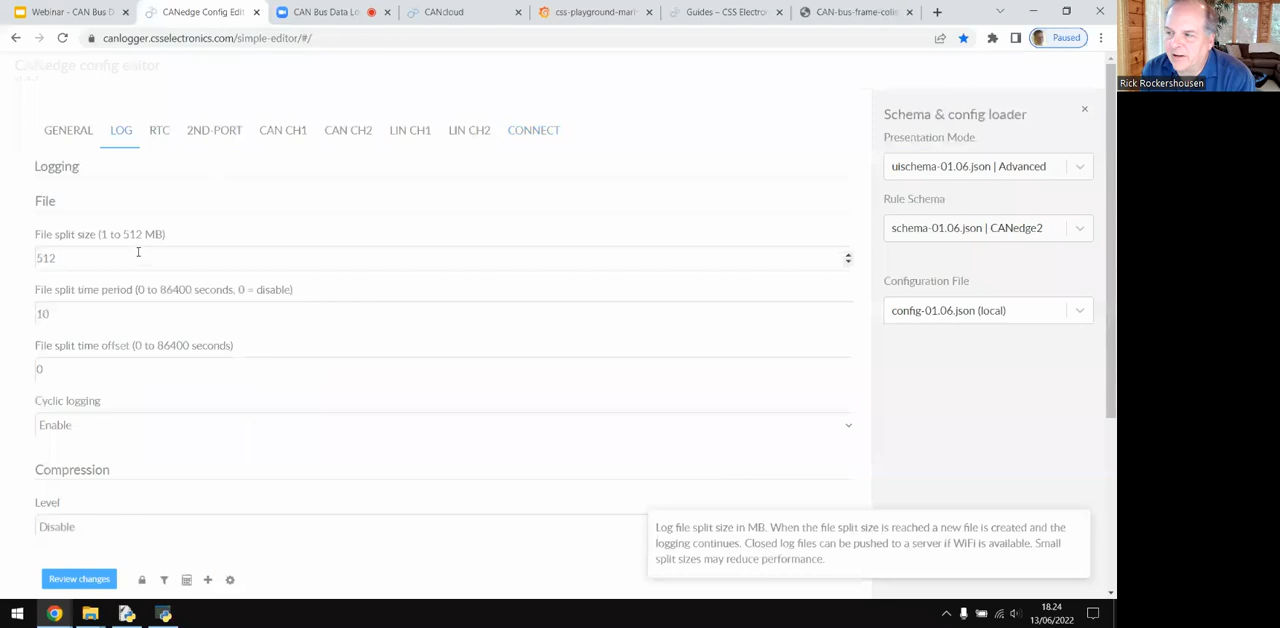 Webinar - CAN Bus D
CANedge Config Edit
CAN Bus Data Lo
CANcloud
css-playground-mari
Guides – CSS Electro
CAN-bus-frame-colli
canlogger.csselectronics.com/simple-editor/#/
Paused
Rick Rockershousen
CANedge config editor
GENERAL LOG RTC 2ND-PORT CAN CH1 CAN CH2 LIN CH1 LIN CH2 CONNECT
Logging
File
File split size (1 to 512 MB)
512
File split time period (0 to 86400 seconds, 0 = disable)
10
File split time offset (0 to 86400 seconds)
0
Cyclic logging
Enable
Compression
Level
Disable
Review changes
Schema & config loader
Presentation Mode
uischema-01.06.json | Advanced
Rule Schema
schema-01.06.json | CANedge2
Configuration File
config-01.06.json (local)
Log file split size in MB. When the file split size is reached a new file is created and the
logging continues. Closed log files can be pushed to a server if WiFi is available. Small
split sizes may reduce performance.
18.24
13/06/2022